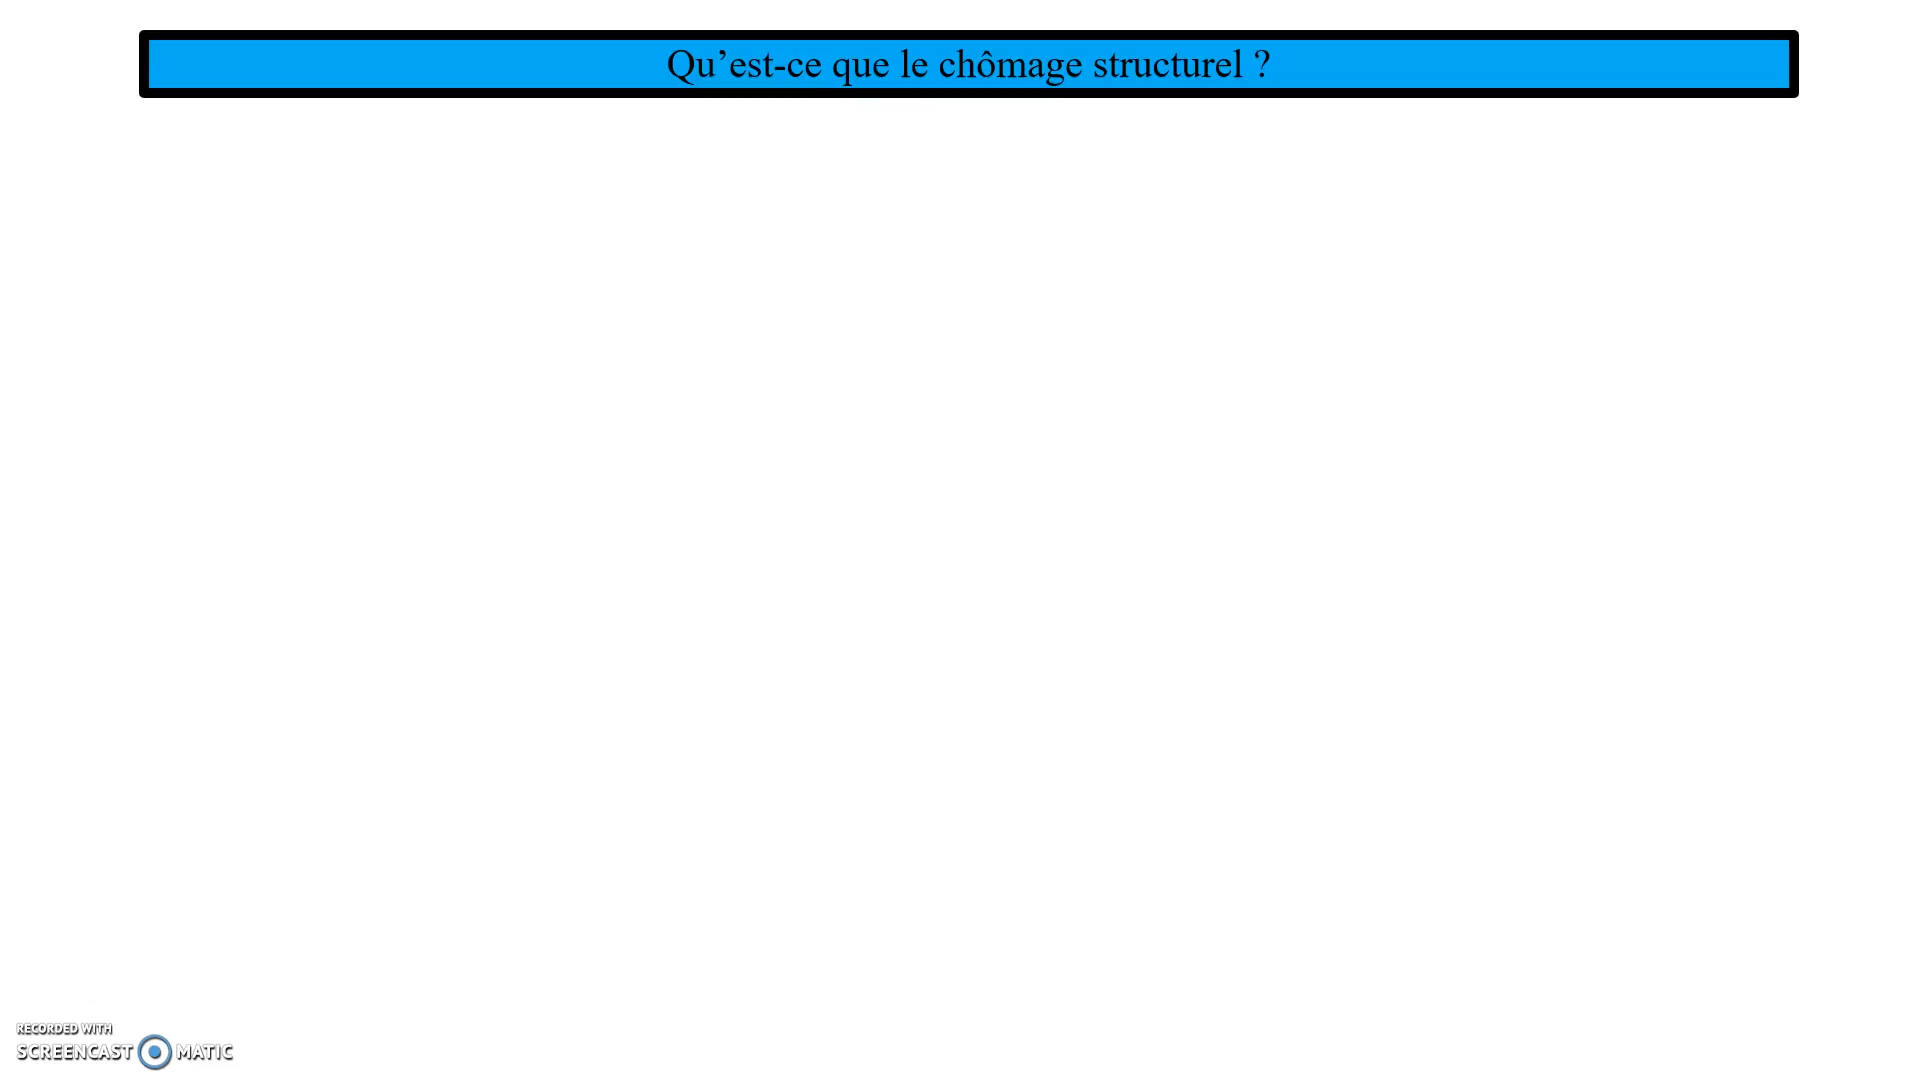 Qu’est-ce que le chômage structurel ?
RECORDED WITH
SCREENCAST MATIC